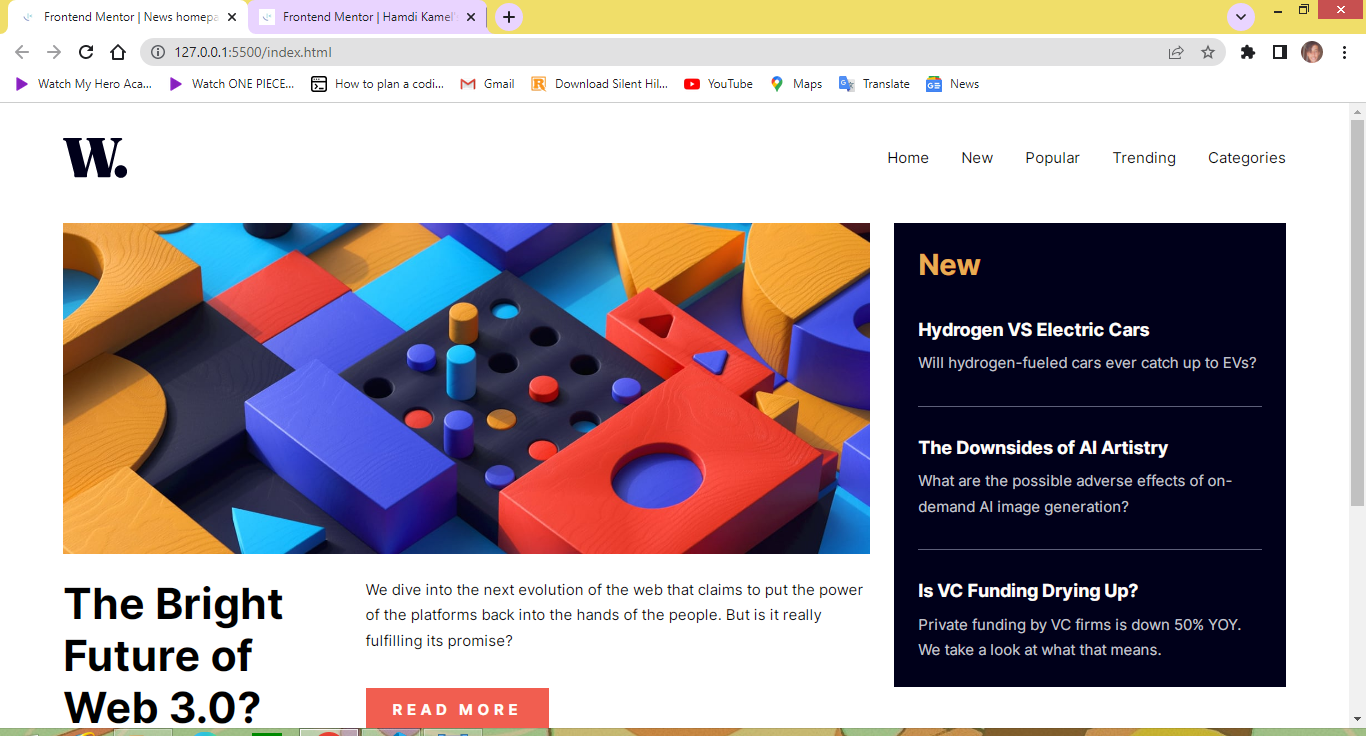 Frontend Mentor | News homepa
Frontend Mentor | Hamdi Kamel'
127.0.0.1:5500/index.html
Watch My Hero Aca...
Watch ONE PIECE...
How to plan a codi...
Gmail
Download Silent Hil...
YouTube
Maps
Translate
News
W.
Home
New
Popular
Trending
Categories
New
Hydrogen VS Electric Cars
Will hydrogen-fueled cars ever catch up to EVs?
The Downsides of AI Artistry
What are the possible adverse effects of on-
demand AI image generation?
Is VC Funding Drying Up?
Private funding by VC firms is down 50% YOY.
We take a look at what that means.
The Bright
Future of
Web 3.0?
We dive into the next evolution of the web that claims to put the power
of the platforms back into the hands of the people. But is it really
fulfilling its promise?
READ MORE